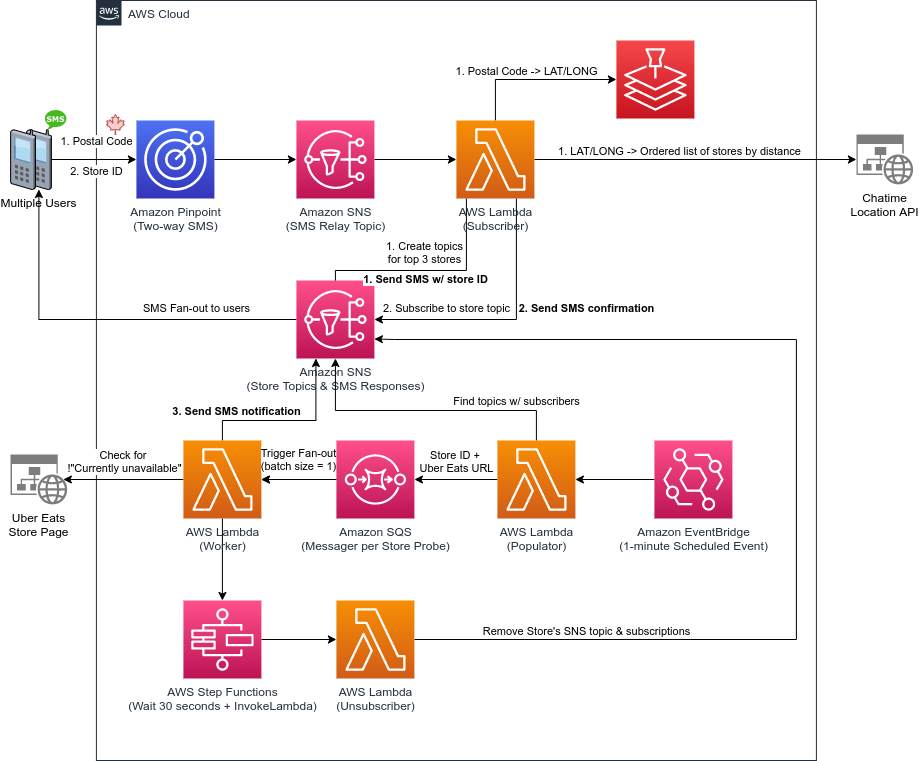 aws
AWS Cloud
1. Postal Code -> LAT/LONG
SMS
1. Postal Code
2. Store ID
1. LAT/LONG -> Ordered list of stores by distance
Multiple Users
Amazon Pinpoint
(Two-way SMS)
Amazon SNS
(SMS Relay Topic)
AWS Lambda
(Subscriber)
Chatime
Location API
1. Create topics
for top 3 stores
1. Send SMS w/ store ID
SMS Fan-out to users
2. Subscribe to store topic
2. Send SMS confirmation
Amazon SNS
(Store Topics & SMS Responses)
3. Send SMS notification
Find topics w/ subscribers
Check for
!"Currently unavailable"
Trigger Fan-out
(batch size = 1)
Store ID +
Uber Eats URL
Uber Eats
Store Page
AWS Lambda
(Worker)
Amazon SQS
(Messager per Store Probe)
AWS Lambda
(Populator)
Amazon EventBridge
(1-minute Scheduled Event)
Remove Store's SNS topic & subscriptions
AWS Step Functions
(Wait 30 seconds + InvokeLambda)
AWS Lambda
(Unsubscriber)